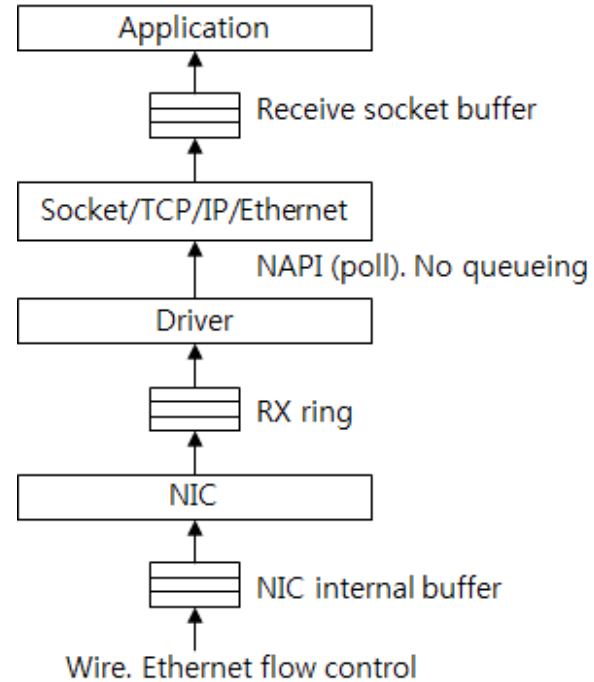 Application
Receive socket buffer
Socket/TCP/IP/Ethernet
NAPI (poll). No queueing
Driver
RX ring
NIC
NIC internal buffer
Wire. Ethernet flow control